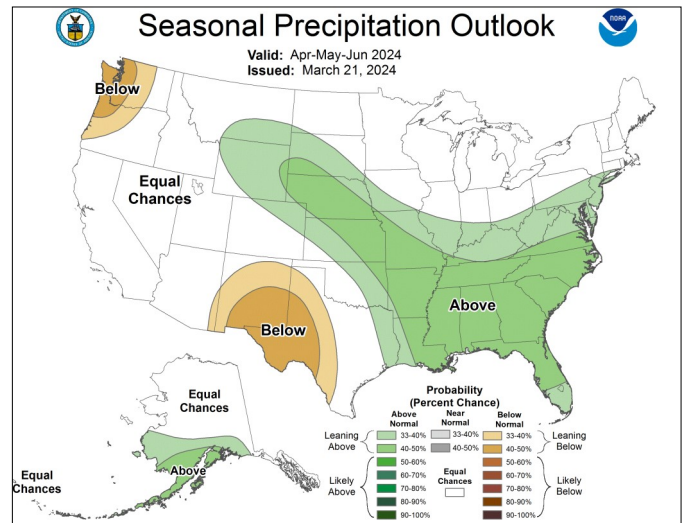 Seasonal Precipitation Outlook
NOAA
Valid: Apr-May-Jun 2024
Issued: March 21, 2024
Below
Equal
Chances
Above
Below
Equal
Chances
Above
Equal
Chances
Probability
(Percent Chance)
Above
Normal
Near
Normal
Below
Normal
Leaning
Above
33-40%
33-40%
33-40%
Leaning
Below
40-50%
40-50%
40-50%
Likely
Above
50-60%
60-70%
70-80%
80-90%
90-100%
Equal
Chances
50-60%
60-70%
70-80%
80-90%
90-100%
Likely
Below